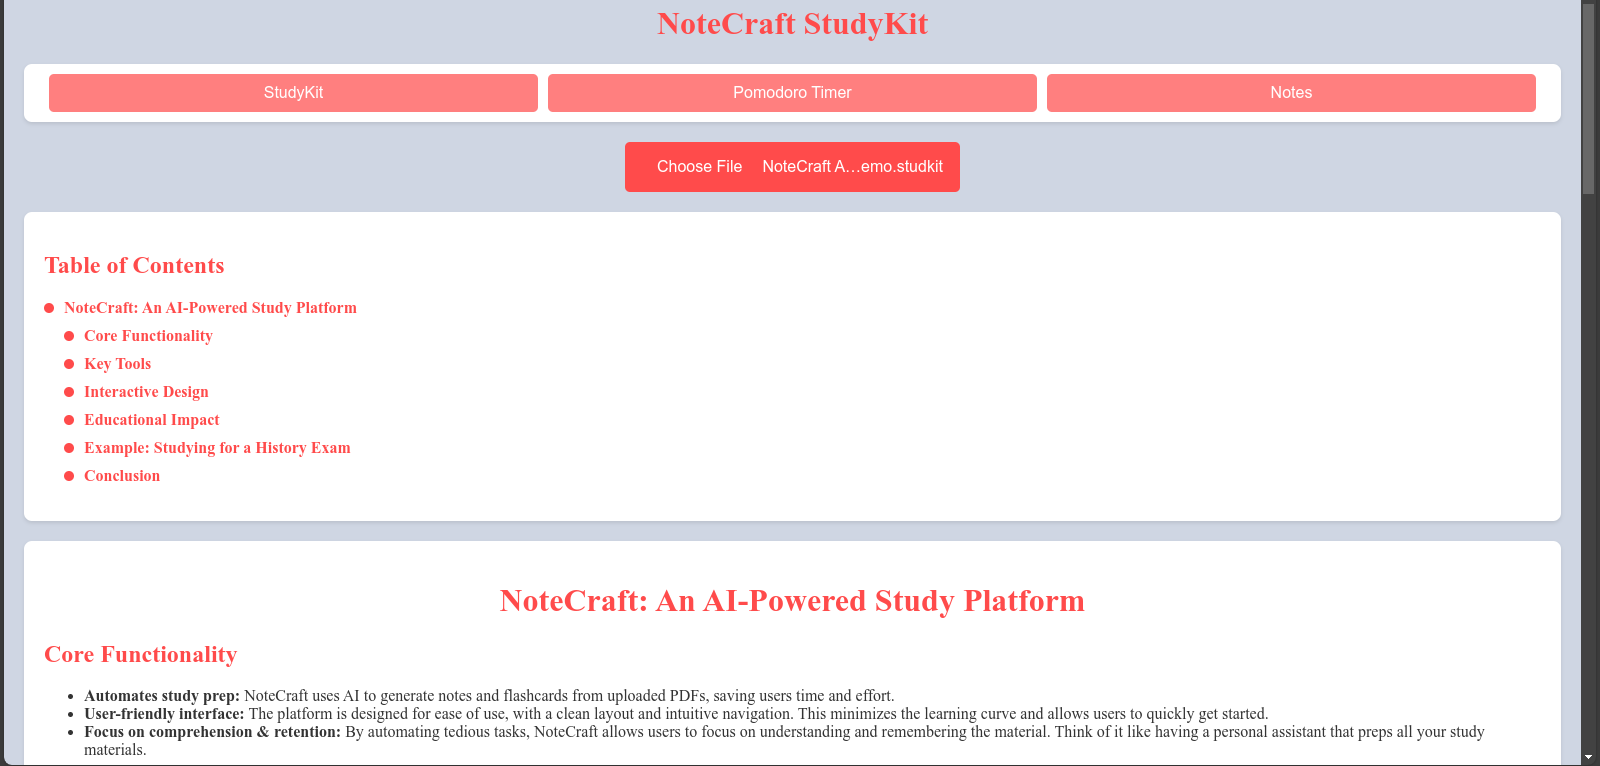 NoteCraft StudyKit
StudyKit
Pomodoro Timer
Notes
Choose File NoteCraft A…emo.studkit
Table of Contents
NoteCraft: An AI-Powered Study Platform
Core Functionality
Key Tools
Interactive Design
Educational Impact
Example: Studying for a History Exam
Conclusion
NoteCraft: An AI-Powered Study Platform
Core Functionality
Automates study prep: NoteCraft uses AI to generate notes and flashcards from uploaded PDFs, saving users time and effort.
User-friendly interface: The platform is designed for ease of use, with a clean layout and intuitive navigation. This minimizes the learning curve and allows users to quickly get started.
Focus on comprehension & retention: By automating tedious tasks, NoteCraft allows users to focus on understanding and remembering the material. Think of it like having a personal assistant that preps all your study
materials.